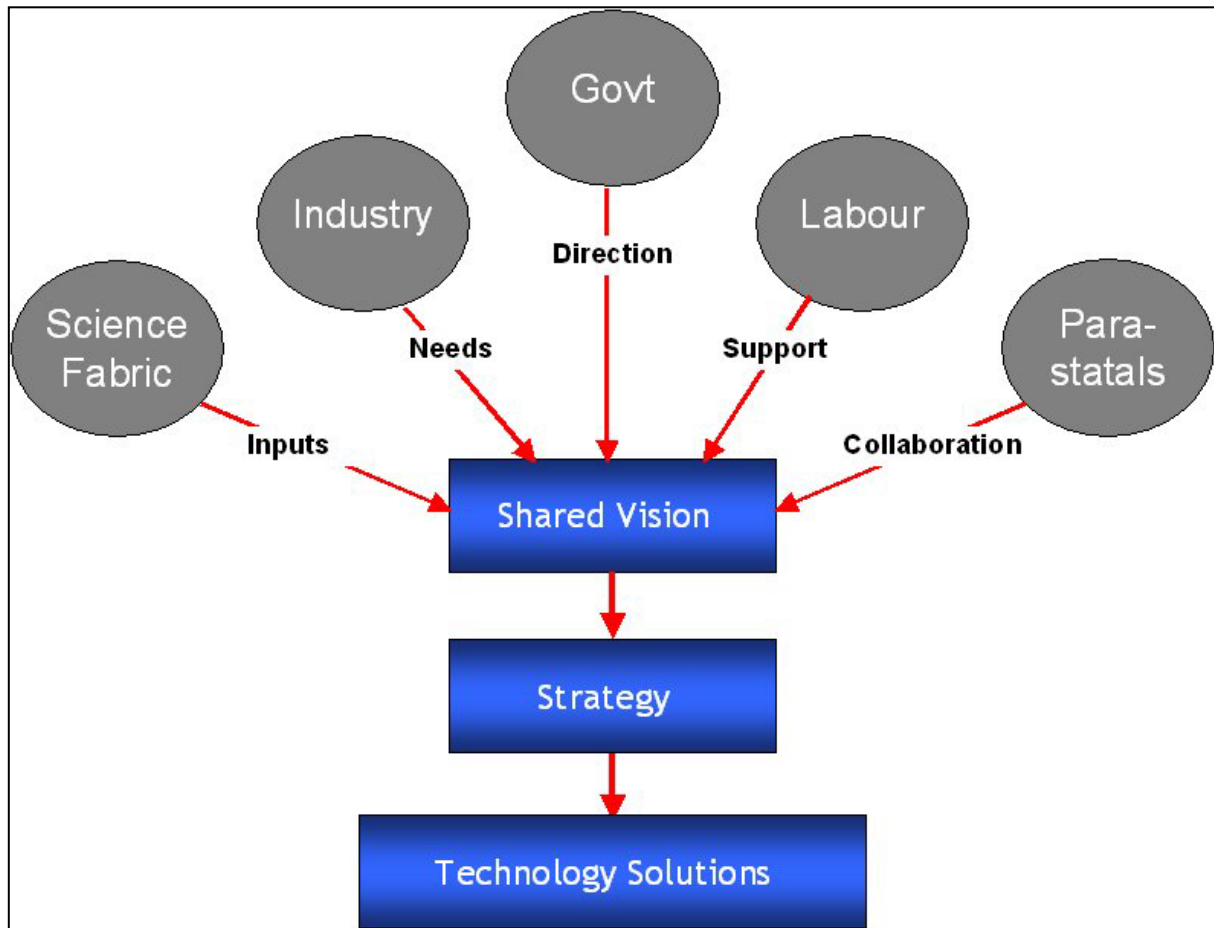 Govt
Industry
Labour
Direction
Science
Fabric
Para-
statals
Needs
Support
Inputs
Collaboration
Shared Vision
Strategy
Technology Solutions